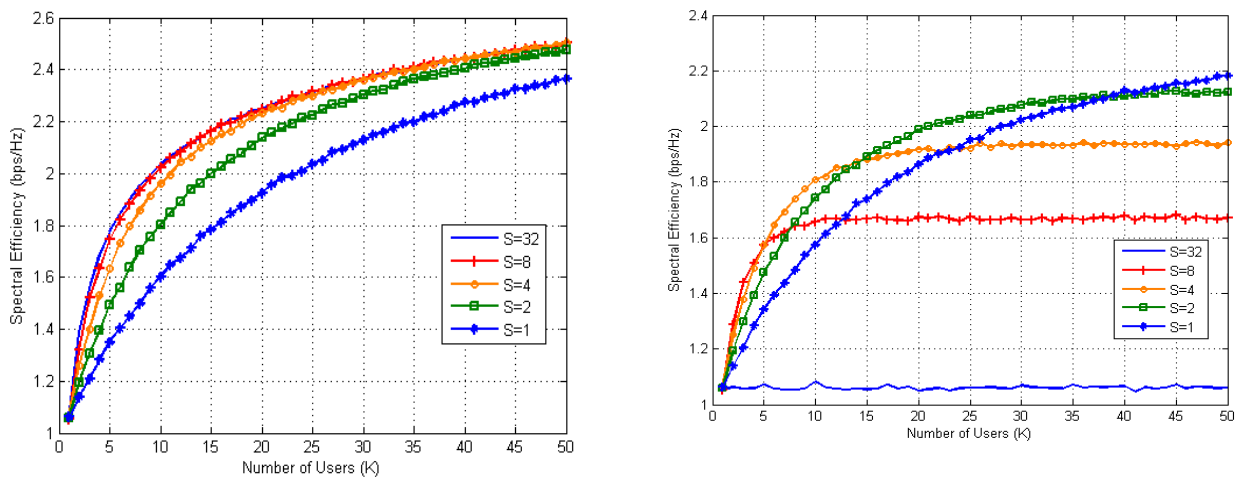 2.6
2.4
2.2
2
1.8
1.6
1.4
1.2
1
Spectral Efficiency (bps/Hz)
0 5 10 15 20 25 30 35 40 45 50
Number of Users (K)
S=32
S=8
S=4
S=2
S=1
2.4
2.2
2
1.8
1.6
1.4
1.2
1
Spectral Efficiency (bps/Hz)
0 5 10 15 20 25 30 35 40 45 50
Number of Users (K)
S=32
S=8
S=4
S=2
S=1